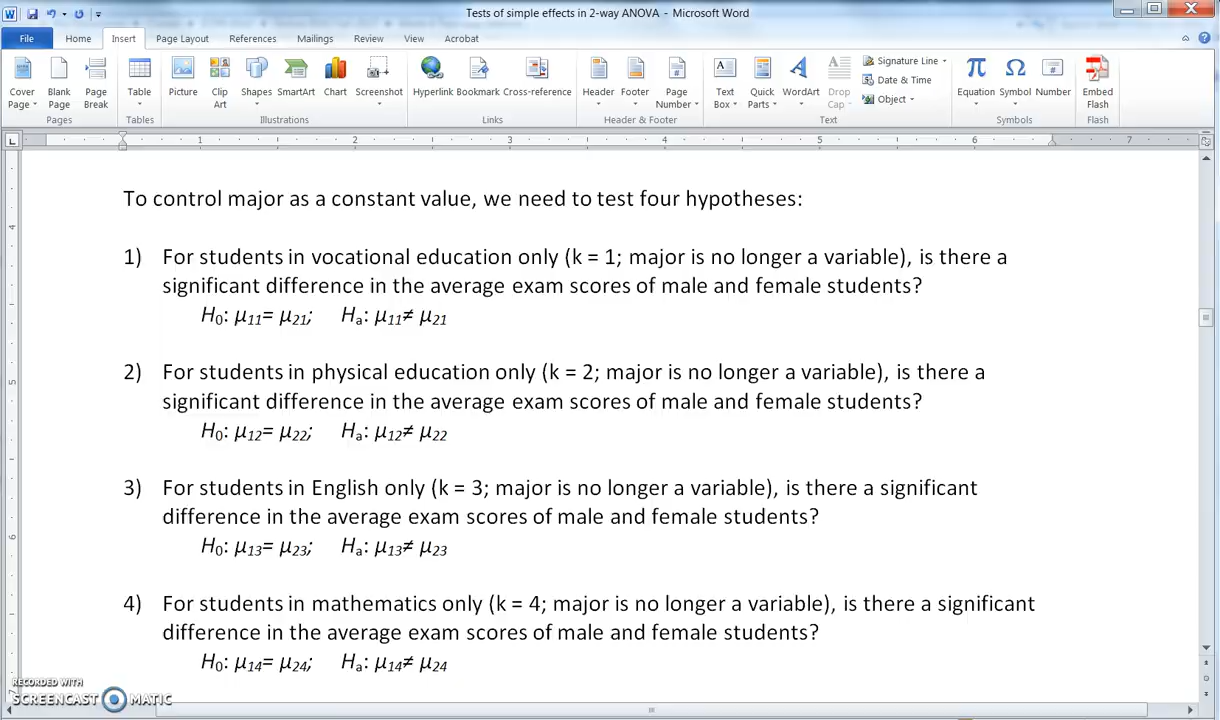 Tests of simple effects in 2-way ANOVA - Microsoft Word
File Home Insert Page Layout References Mailings Review View Acrobat
Cover Page Blank Page Page Break Table Picture Clip Art Shapes SmartArt Chart Screenshot Hyperlink Bookmark Cross-reference Header Footer Page Number Text Box Quick Parts WordArt Drop Cap Signature Line Date & Time Object Equation Symbol Number Embed Flash
Pages Tables Illustrations Links Header & Footer Text Symbols Flash
1 2 3 4 5 6 7
To control major as a constant value, we need to test four hypotheses:
1) For students in vocational education only (k = 1; major is no longer a variable), is there a
significant difference in the average exam scores of male and female students?
H₀: μ₁₁= μ₂₁; Hₐ: μ₁₁≠ μ₂₁
2) For students in physical education only (k = 2; major is no longer a variable), is there a
significant difference in the average exam scores of male and female students?
H₀: μ₁₂= μ₂₂; Hₐ: μ₁₂≠ μ₂₂
3) For students in English only (k = 3; major is no longer a variable), is there a significant
difference in the average exam scores of male and female students?
H₀: μ₁₃= μ₂₃; Hₐ: μ₁₃≠ μ₂₃
4) For students in mathematics only (k = 4; major is no longer a variable), is there a significant
difference in the average exam scores of male and female students?
H₀: μ₁₄= μ₂₄; Hₐ: μ₁₄≠ μ₂₄
RECORDED WITH
SCREENCAST MATIC